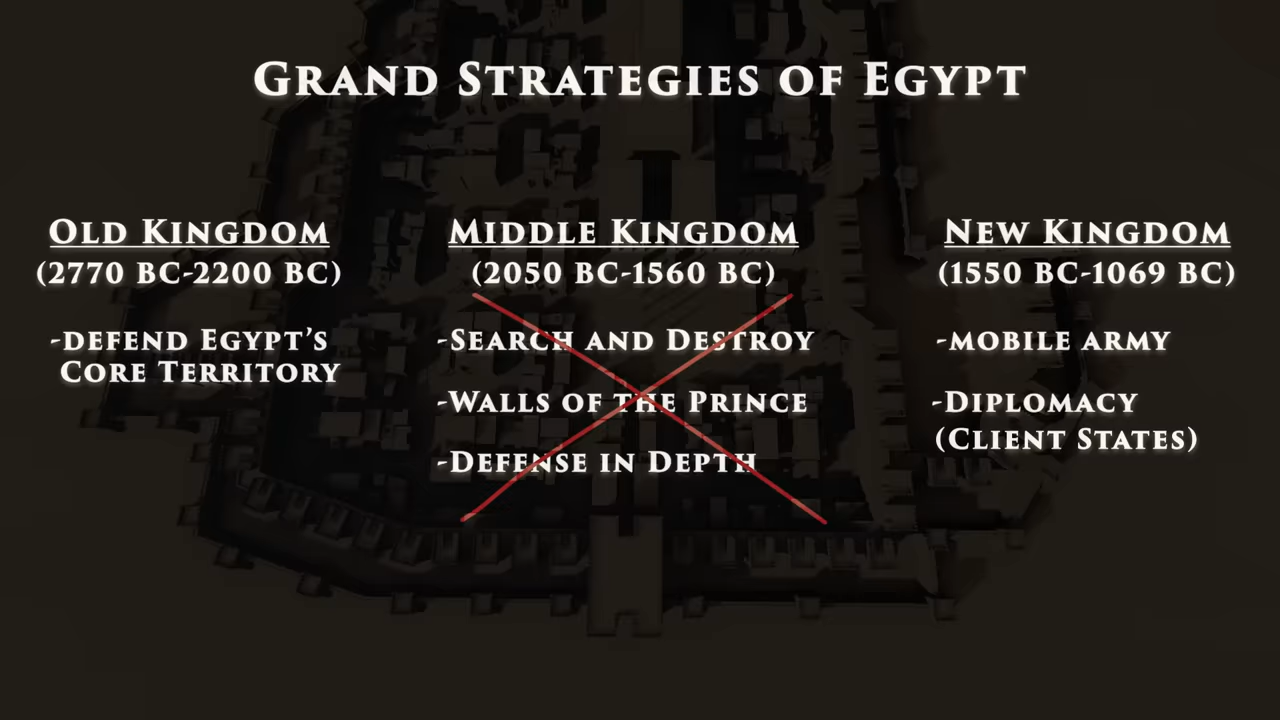 Grand Strategies of Egypt
Old Kingdom
(2770 BC-2200 BC)
-defend Egypt's
Core Territory
Middle Kingdom
(2050 BC-1560 BC)
-Search and Destroy
-Walls of the Prince
-Defense in Depth
New Kingdom
(1550 BC-1069 BC)
-mobile army
-Diplomacy
(Client States)